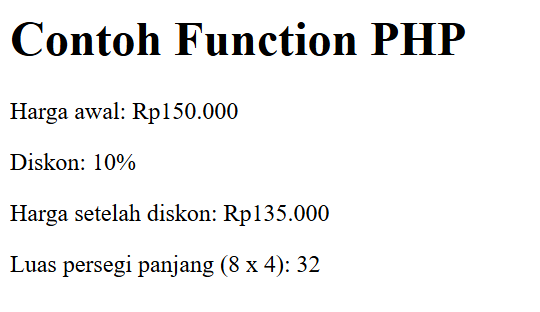 Contoh Function PHP
Harga awal: Rp150.000
Diskon: 10%
Harga setelah diskon: Rp135.000
Luas persegi panjang (8 x 4): 32